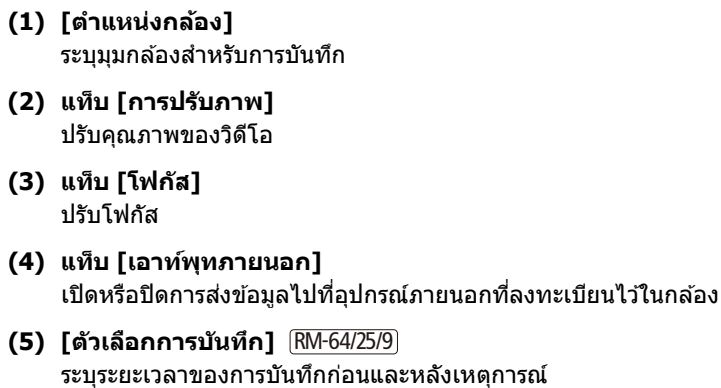 (1) [ตำแหน่งกล้อง]
ระบุมุมกล้องสำหรับการบันทึก
(2) แท็บ [การปรับภาพ]
ปรับคุณภาพของวิดีโอ
(3) แท็บ [โฟกัส]
ปรับโฟกัส
(4) แท็บ [เอาท์พุทภายนอก]
เปิดหรือปิดการส่งข้อมูลไปที่อุปกรณ์ภายนอกที่ลงทะเบียนไว้ในกล้อง
(5) [ตัวเลือกการบันทึก] RM-64/25/9
ระบุระยะเวลาของการบันทึกก่อนและหลังเหตุการณ์